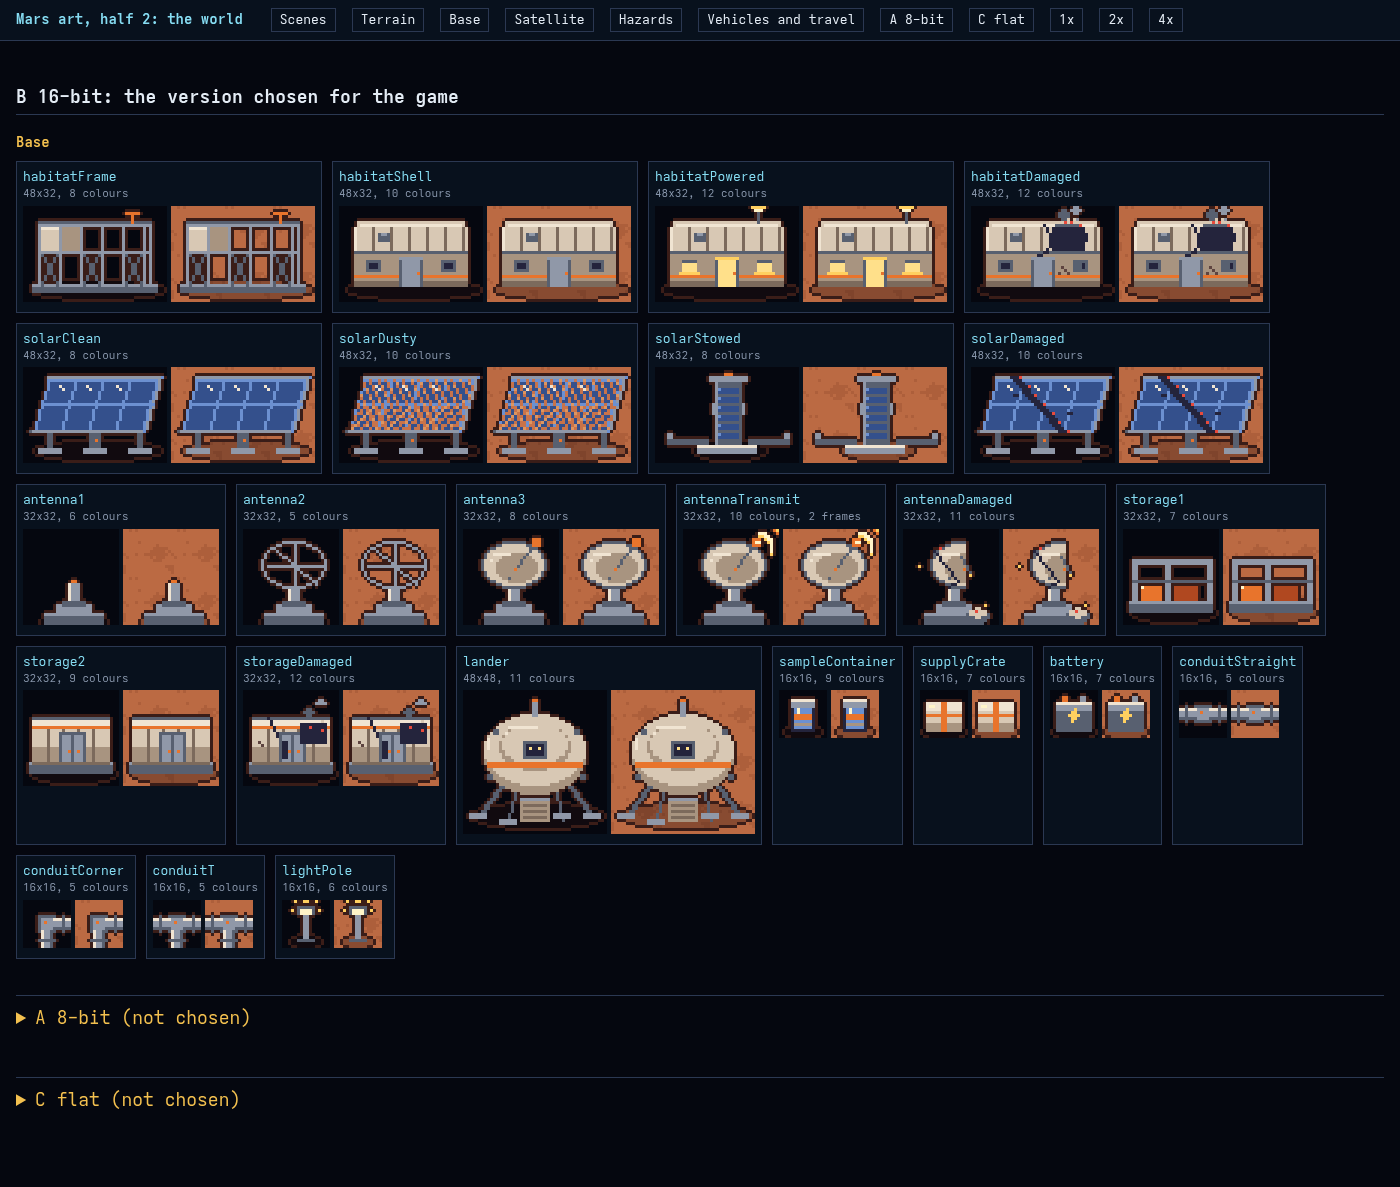 Mars art, half 2: the world Scenes Terrain Base Satellite Hazards Vehicles and travel A 8-bit C flat 1x 2x 4x
B 16-bit: the version chosen for the game
Base
habitatFrame habitatShell habitatPowered habitatDamaged
48x32, 8 colours 48x32, 10 colours 48x32, 12 colours 48x32, 12 colours
solarClean solarDusty solarStowed solarDamaged
48x32, 8 colours 48x32, 10 colours 48x32, 8 colours 48x32, 10 colours
antenna1 antenna2 antenna3 antennaTransmit antennaDamaged storage1
32x32, 6 colours 32x32, 5 colours 32x32, 8 colours 32x32, 10 colours, 2 frames 32x32, 11 colours 32x32, 7 colours
storage2 storageDamaged lander sampleContainer supplyCrate battery conduitStraight
32x32, 9 colours 32x32, 12 colours 48x48, 11 colours 16x16, 9 colours 16x16, 7 colours 16x16, 7 colours 16x16, 5 colours
conduitCorner conduitT lightPole
16x16, 5 colours 16x16, 5 colours 16x16, 6 colours
A 8-bit (not chosen)
C flat (not chosen)